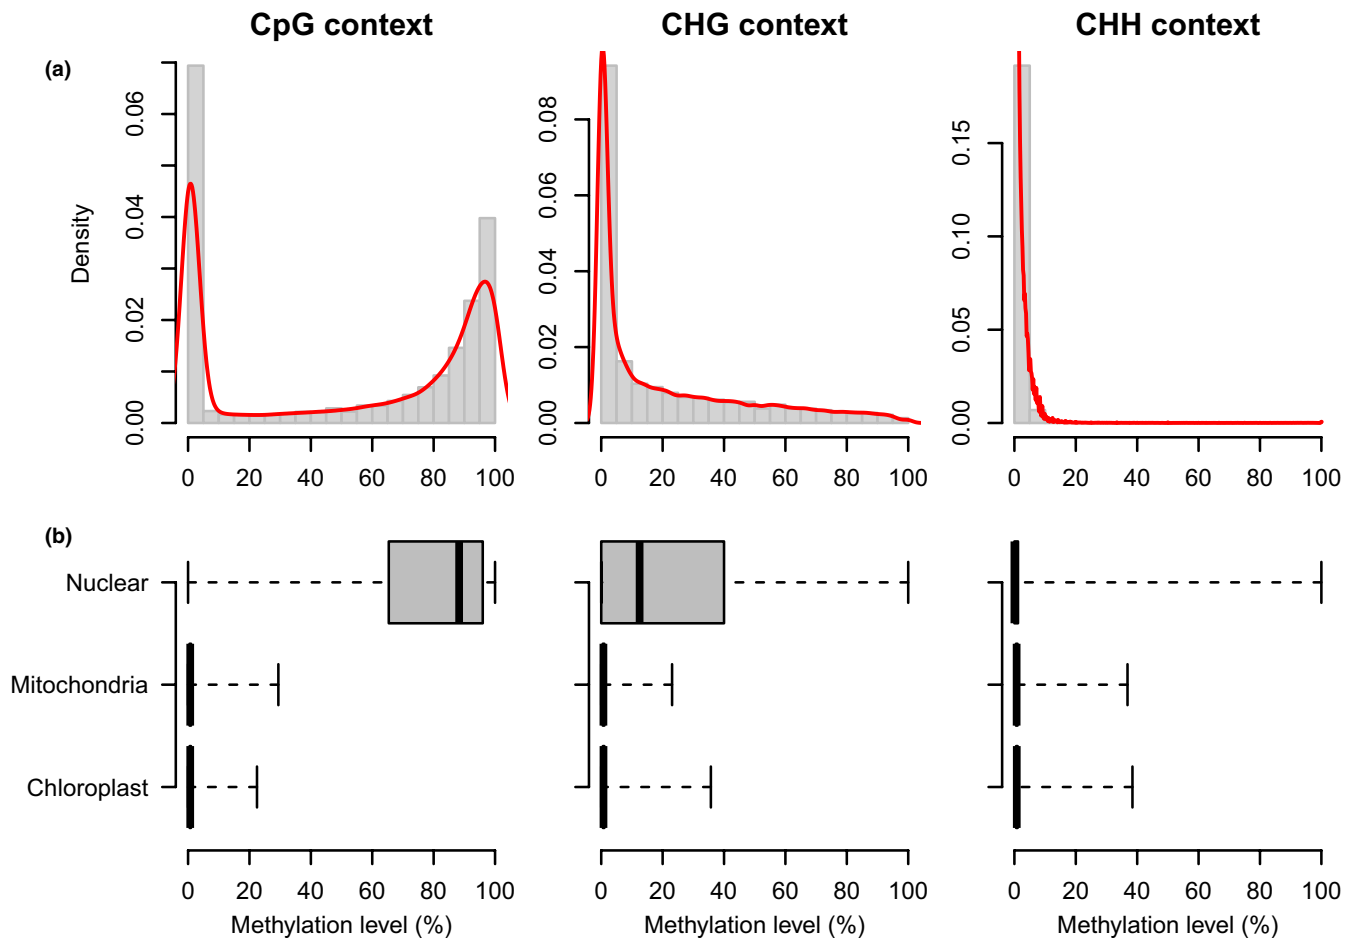 CpG context CHG context CHH context
(a)
Density
0.00 0.02 0.04 0.06
0 20 40 60 80 100
0.00 0.02 0.04 0.06 0.08
0 20 40 60 80 100
0.00 0.05 0.10 0.15
0 20 40 60 80 100
(b)
Nuclear
Mitochondria
Chloroplast
0 20 40 60 80 100 0 20 40 60 80 100 0 20 40 60 80 100
Methylation level (%) Methylation level (%) Methylation level (%)